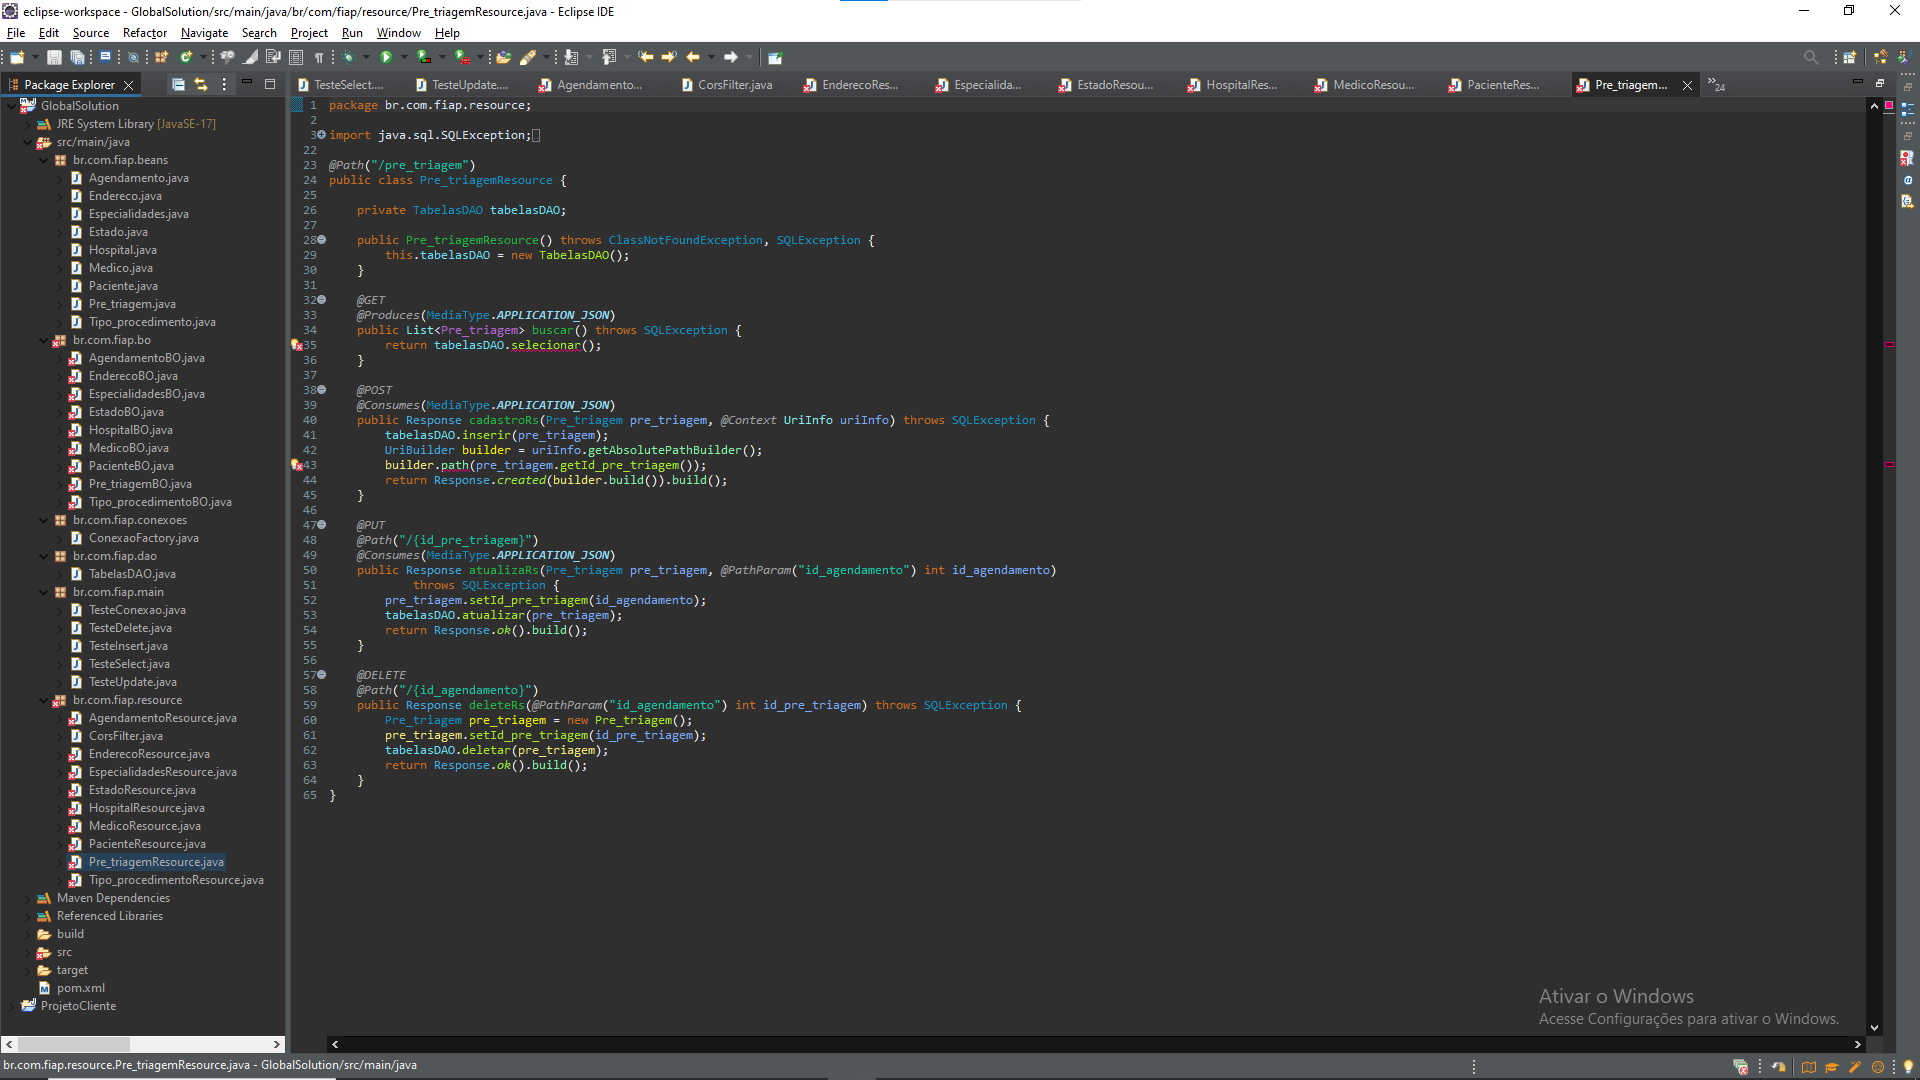 eclipse-workspace - GlobalSolution/src/main/java/br/com/fiap/resource/Pre_triagemResource.java - Eclipse IDE
File Edit Source Refactor Navigate Search Project Run Window Help
Package Explorer
TesteSelect.... TesteUpdate.... Agendamento... CorsFilter.java EnderecoRes... Especialida... EstadoResou... HospitalRes... MedicoResou... PacienteRes... Pre_triagem... »24
GlobalSolution
JRE System Library [JavaSE-17]
src/main/java
br.com.fiap.beans
Agendamento.java
Endereco.java
Especialidades.java
Estado.java
Hospital.java
Medico.java
Paciente.java
Pre_triagem.java
Tipo_procedimento.java
br.com.fiap.bo
AgendamentoBO.java
EnderecoBO.java
EspecialidadesBO.java
EstadoBO.java
HospitalBO.java
MedicoBO.java
PacienteBO.java
Pre_triagemBO.java
Tipo_procedimentoBO.java
br.com.fiap.conexoes
ConexaoFactory.java
br.com.fiap.dao
TabelasDAO.java
br.com.fiap.main
TesteConexao.java
TesteDelete.java
TesteInsert.java
TesteSelect.java
TesteUpdate.java
br.com.fiap.resource
AgendamentoResource.java
CorsFilter.java
EnderecoResource.java
EspecialidadesResource.java
EstadoResource.java
HospitalResource.java
MedicoResource.java
PacienteResource.java
Pre_triagemResource.java
Tipo_procedimentoResource.java
Maven Dependencies
Referenced Libraries
build
src
target
pom.xml
ProjetoCliente
1 package br.com.fiap.resource;
2
3 import java.sql.SQLException;
22
23 @Path("/pre_triagem")
24 public class Pre_triagemResource {
25
26 private TabelasDAO tabelasDAO;
27
28 public Pre_triagemResource() throws ClassNotFoundException, SQLException {
29 this.tabelasDAO = new TabelasDAO();
30 }
31
32 @GET
33 @Produces(MediaType.APPLICATION_JSON)
34 public List<Pre_triagem> buscar() throws SQLException {
35 return tabelasDAO.selecionar();
36 }
37
38 @POST
39 @Consumes(MediaType.APPLICATION_JSON)
40 public Response cadastroRs(Pre_triagem pre_triagem, @Context UriInfo uriInfo) throws SQLException {
41 tabelasDAO.inserir(pre_triagem);
42 UriBuilder builder = uriInfo.getAbsolutePathBuilder();
43 builder.path(pre_triagem.getId_pre_triagem());
44 return Response.created(builder.build()).build();
45 }
46
47 @PUT
48 @Path("/{id_pre_triagem}")
49 @Consumes(MediaType.APPLICATION_JSON)
50 public Response atualizaRs(Pre_triagem pre_triagem, @PathParam("id_agendamento") int id_agendamento)
51 throws SQLException {
52 pre_triagem.setId_pre_triagem(id_agendamento);
53 tabelasDAO.atualizar(pre_triagem);
54 return Response.ok().build();
55 }
56
57 @DELETE
58 @Path("/{id_agendamento}")
59 public Response deleteRs(@PathParam("id_agendamento") int id_pre_triagem) throws SQLException {
60 Pre_triagem pre_triagem = new Pre_triagem();
61 pre_triagem.setId_pre_triagem(id_pre_triagem);
62 tabelasDAO.deletar(pre_triagem);
63 return Response.ok().build();
64 }
65 }
Ativar o Windows
Acesse Configurações para ativar o Windows.
br.com.fiap.resource.Pre_triagemResource.java - GlobalSolution/src/main/java